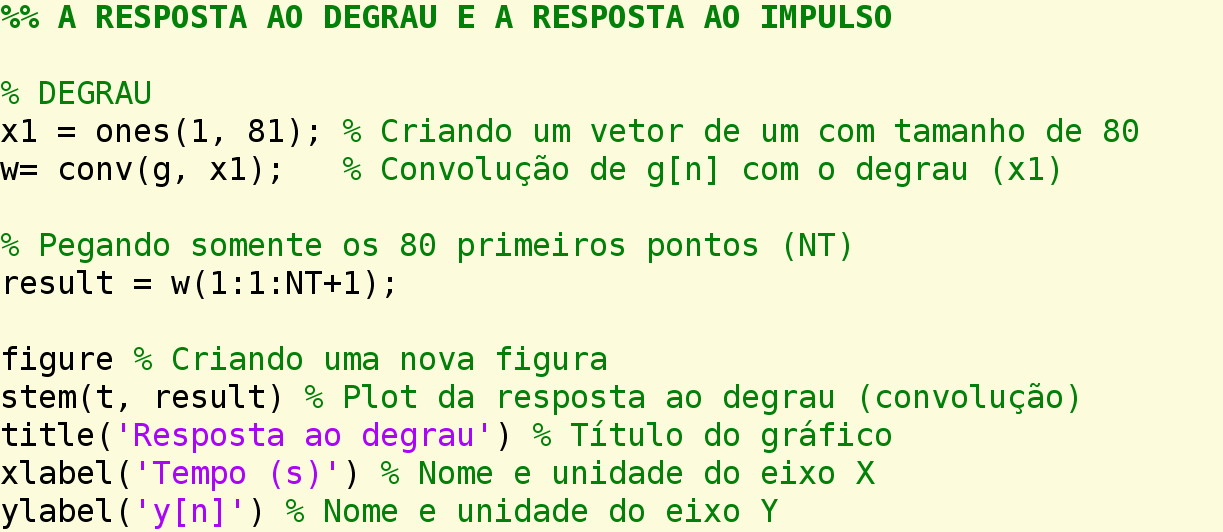 %% A RESPOSTA AO DEGRAU E A RESPOSTA AO IMPULSO
% DEGRAU
x1 = ones(1, 81); % Criando um vetor de um com tamanho de 80
w= conv(g, x1);   % Convolução de g[n] com o degrau (x1)
% Pegando somente os 80 primeiros pontos (NT)
result = w(1:1:NT+1);
figure % Criando uma nova figura
stem(t, result) % Plot da resposta ao degrau (convolução)
title('Resposta ao degrau') % Título do gráfico
xlabel('Tempo (s)') % Nome e unidade do eixo X
ylabel('y[n]') % Nome e unidade do eixo Y